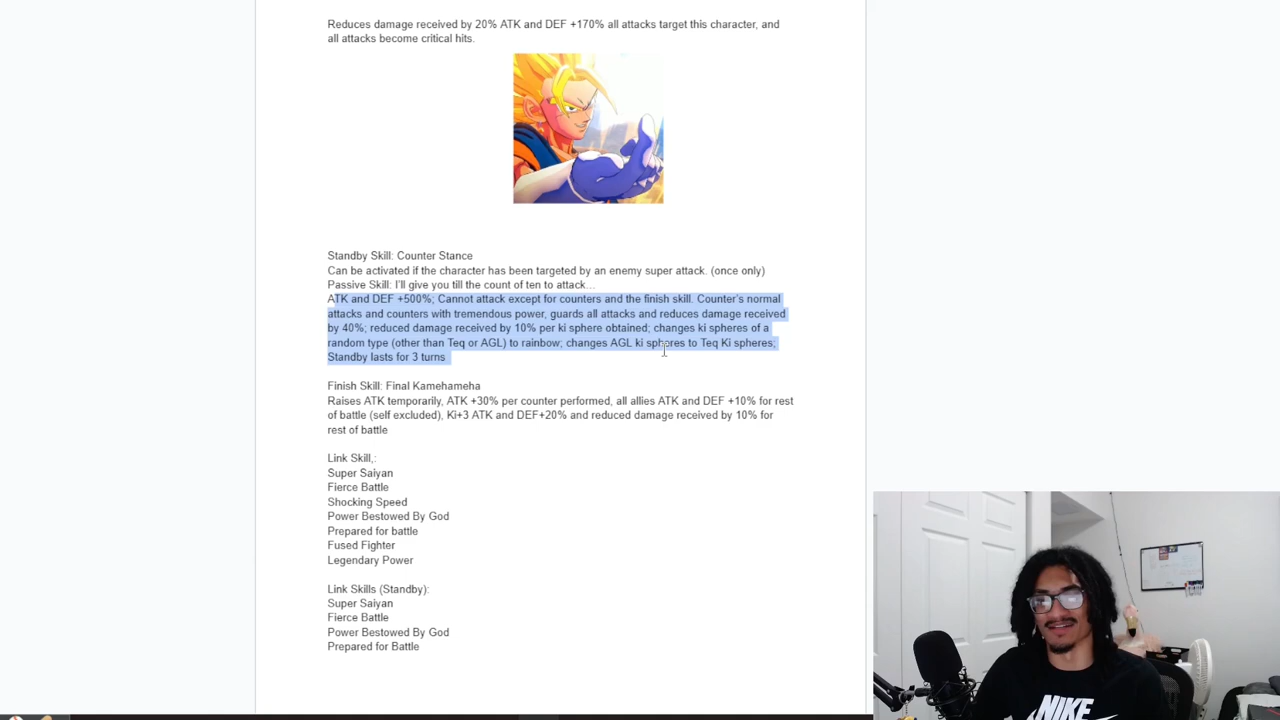 Reduces damage received by 20% ATK and DEF +170% all attacks target this character, and
all attacks become critical hits.
Standby Skill: Counter Stance
Can be activated if the character has been targeted by an enemy super attack. (once only)
Passive Skill: I'll give you till the count of ten to attack…
ATK and DEF +500%; Cannot attack except for counters and the finish skill. Counter's normal
attacks and counters with tremendous power, guards all attacks and reduces damage received
by 40%; reduced damage received by 10% per ki sphere obtained; changes ki spheres of a
random type (other than Teq or AGL) to rainbow; changes AGL ki spheres to Teq Ki spheres;
Standby lasts for 3 turns
Finish Skill: Final Kamehameha
Raises ATK temporarily, ATK +30% per counter performed, all allies ATK and DEF +10% for rest
of battle (self excluded), Ki+3 ATK and DEF+20% and reduced damage received by 10% for
rest of battle
Link Skill,:
Super Saiyan
Fierce Battle
Shocking Speed
Power Bestowed By God
Prepared for battle
Fused Fighter
Legendary Power
Link Skills (Standby):
Super Saiyan
Fierce Battle
Power Bestowed By God
Prepared for Battle
NIKE